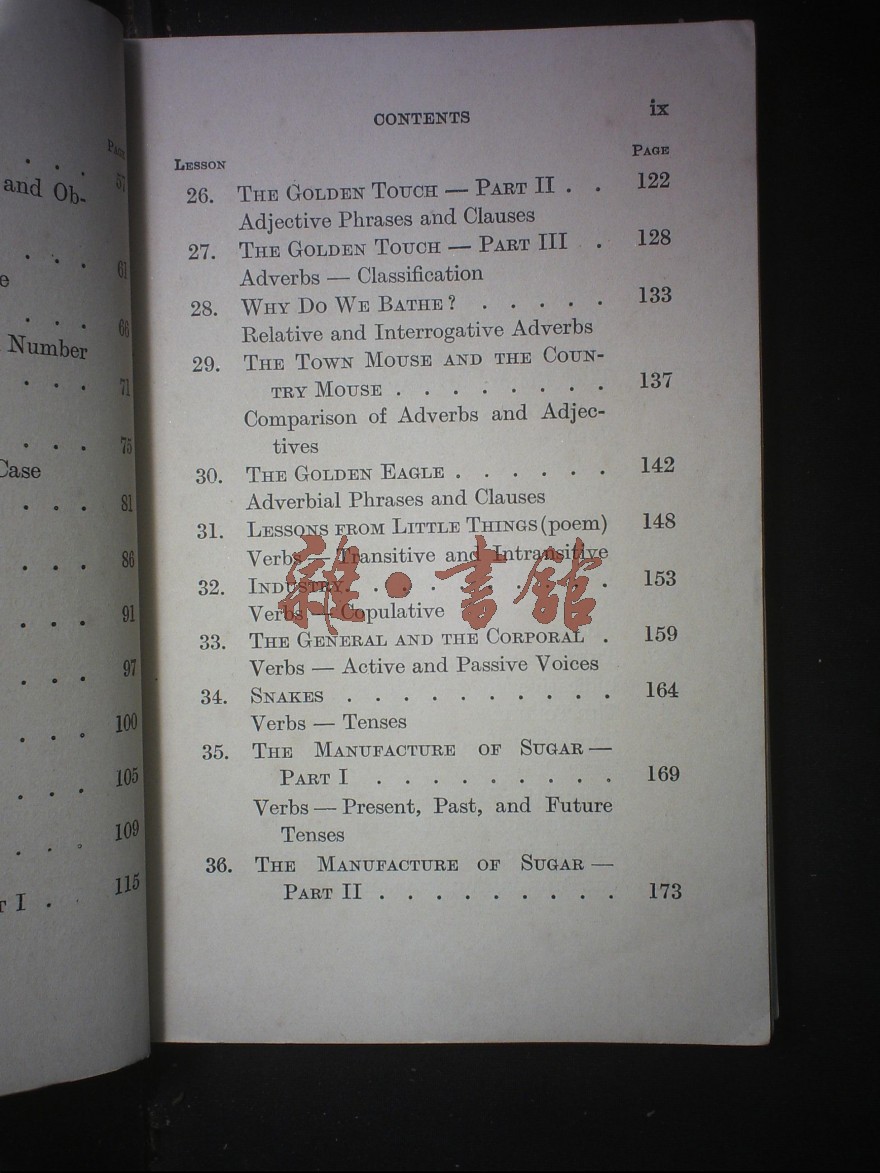 PAGE
57
and Ob-
61
e
66
Number
71
75
Case
81
86
91
97
100
105
109
I 115
CONTENTS ix
LESSON PAGE
26. THE GOLDEN TOUCH — PART II . . 122
Adjective Phrases and Clauses
27. THE GOLDEN TOUCH — PART III . 128
Adverbs — Classification
28. WHY DO WE BATHE? . . . . . 133
Relative and Interrogative Adverbs
29. THE TOWN MOUSE AND THE COUN-
TRY MOUSE . . . . . . . . 137
Comparison of Adverbs and Adjec-
tives
30. THE GOLDEN EAGLE . . . . . . 142
Adverbial Phrases and Clauses
31. LESSONS FROM LITTLE THINGS (poem) 148
Verbs — Transitive and Intransitive
32. INDUSTRY . . . . . . . . . 153
Verbs — Copulative
雜·書館
33. THE GENERAL AND THE CORPORAL . 159
Verbs — Active and Passive Voices
34. SNAKES . . . . . . . . . . 164
Verbs — Tenses
35. THE MANUFACTURE OF SUGAR —
PART I . . . . . . . . . 169
Verbs — Present, Past, and Future
Tenses
36. THE MANUFACTURE OF SUGAR —
PART II . . . . . . . . . 173